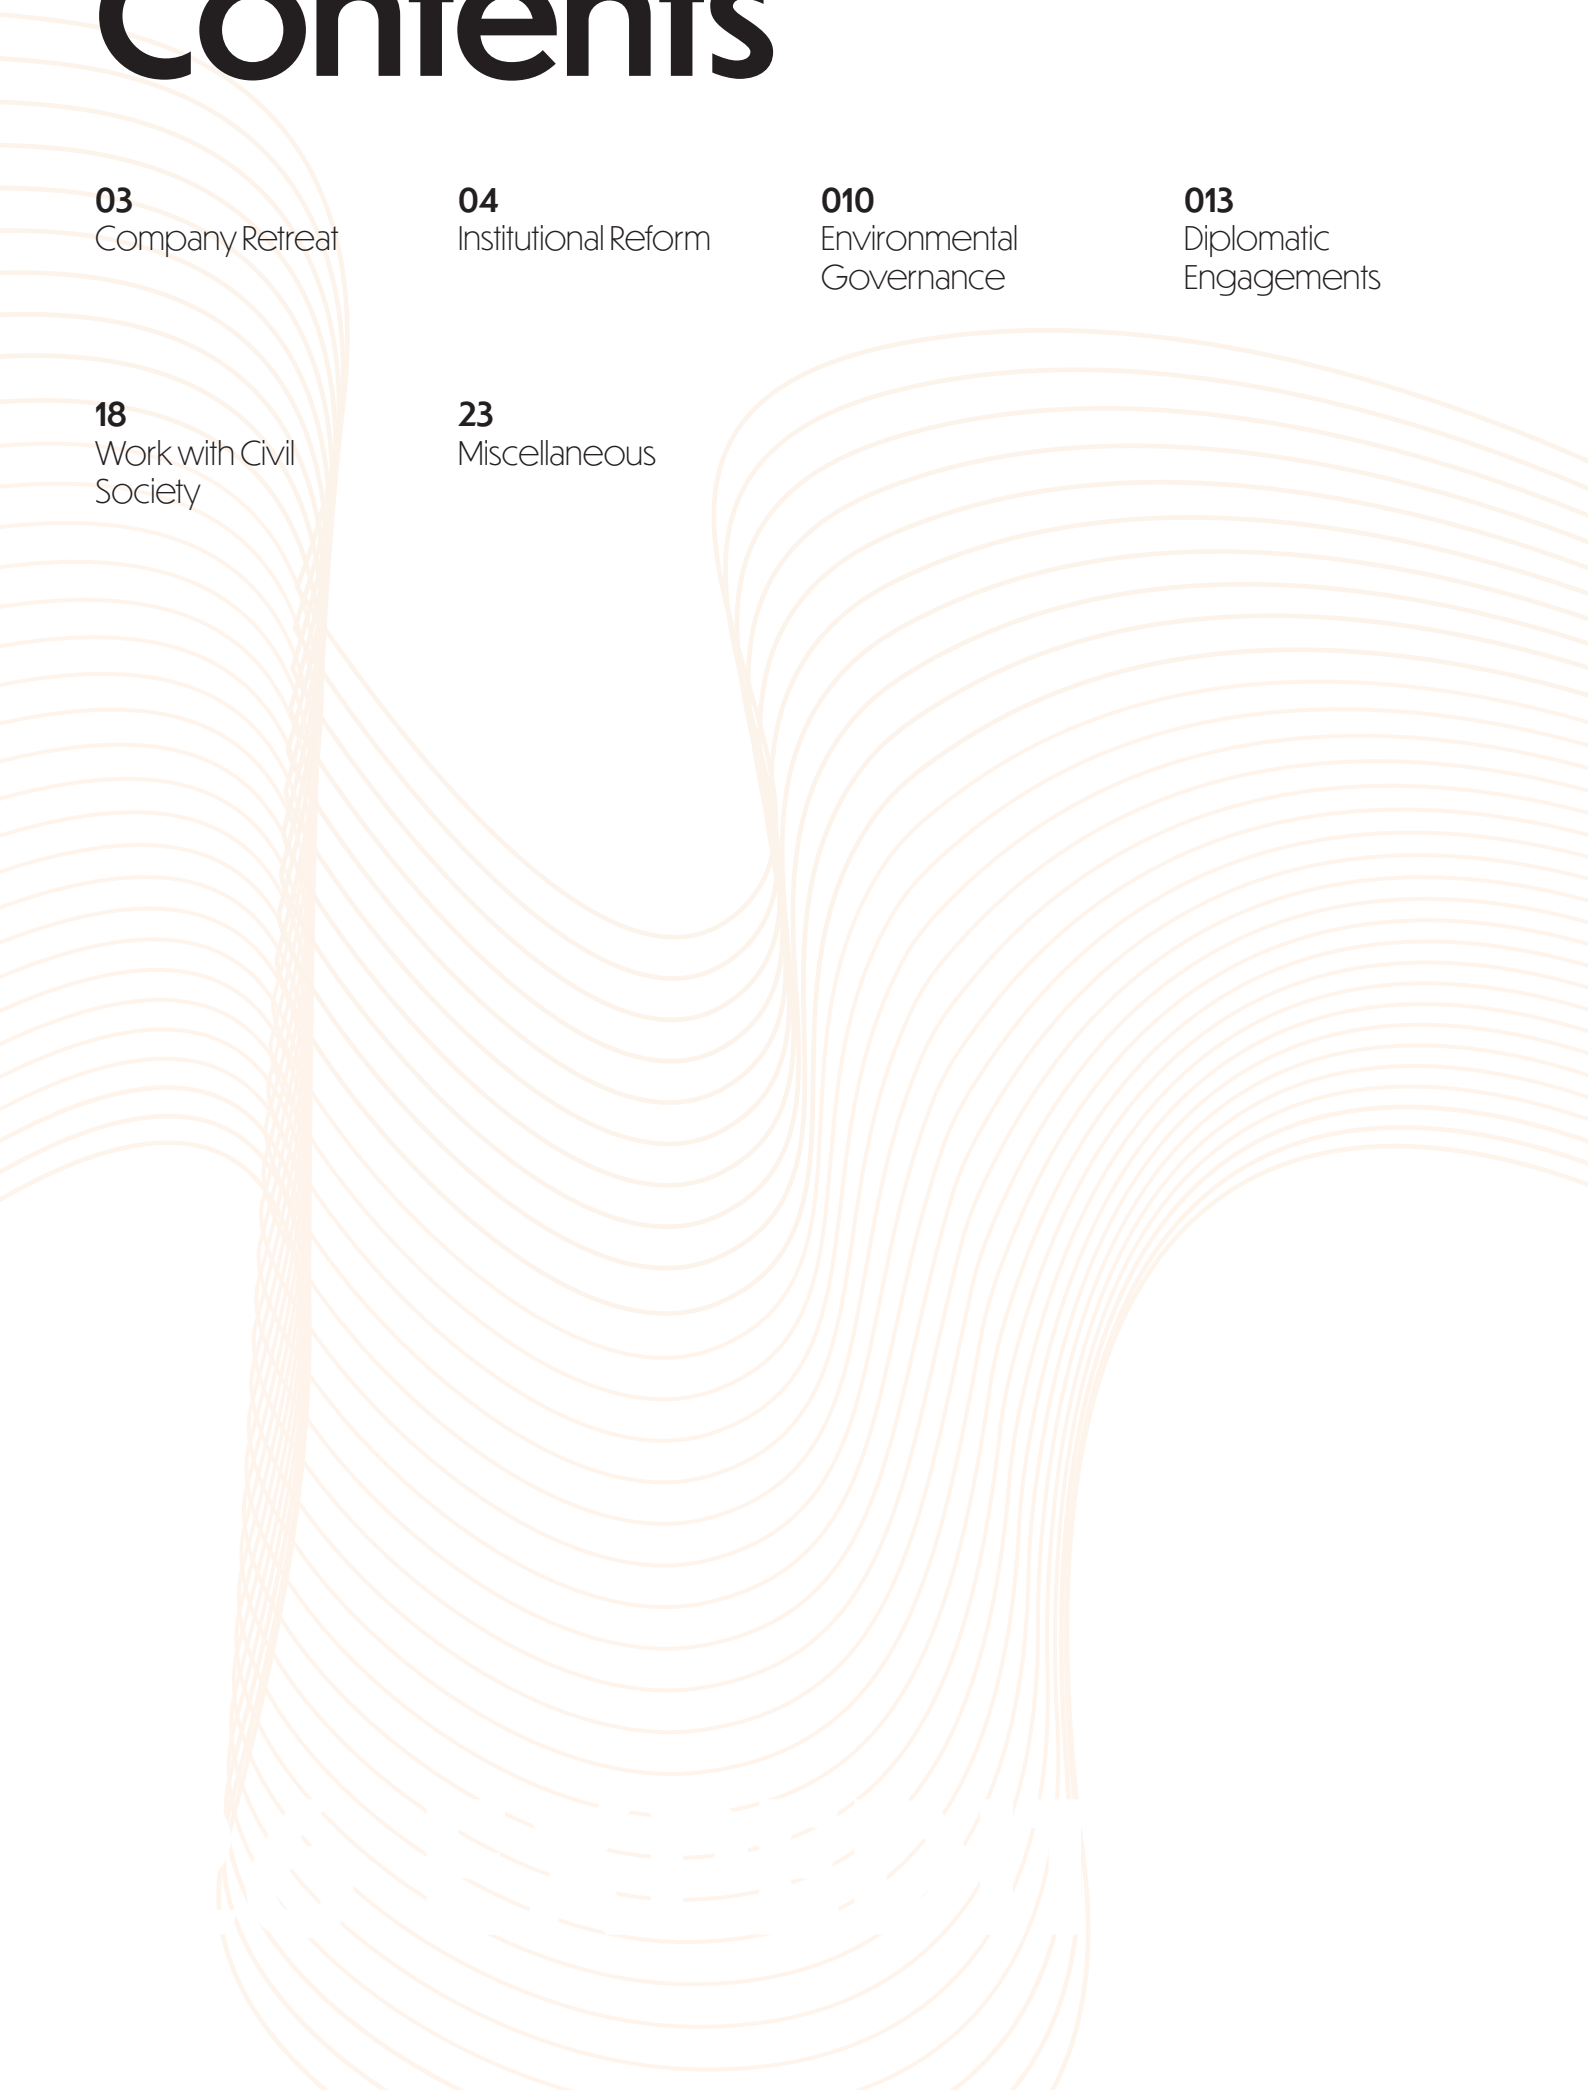 Contents
03
Company Retreat
04
Institutional Reform
010
Environmental
Governance
013
Diplomatic
Engagements
18
Work with Civil
Society
23
Miscellaneous